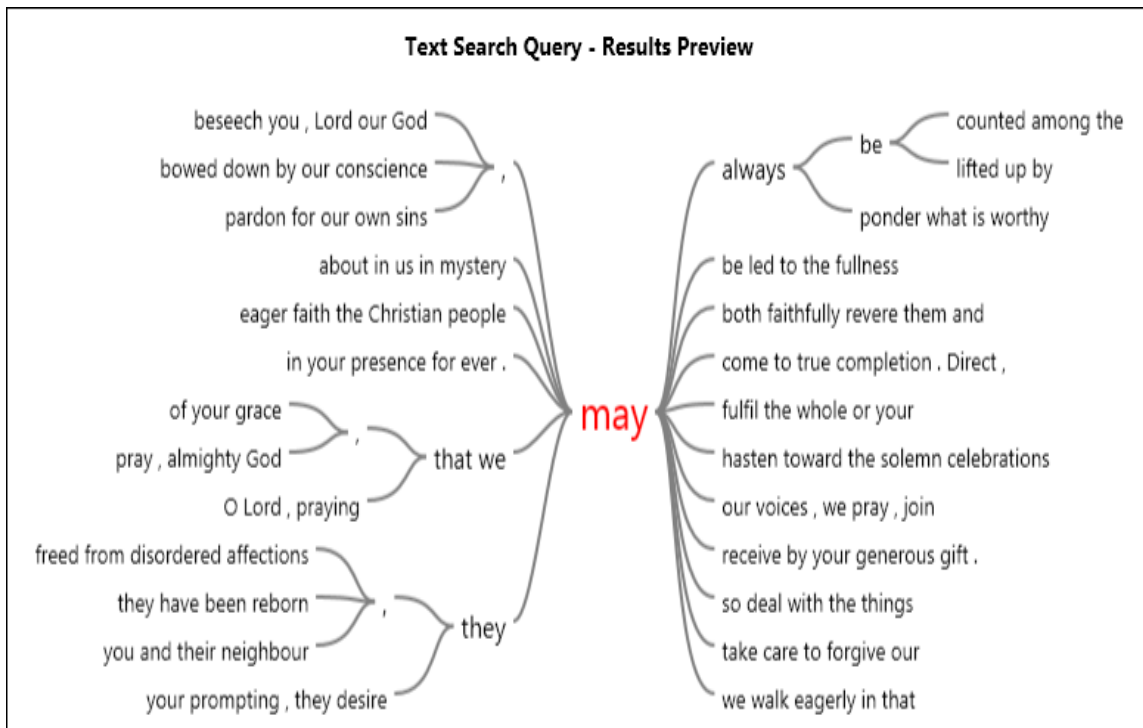 Text Search Query - Results Preview
beseech you , Lord our God
bowed down by our conscience
pardon for our own sins
,
about in us in mystery
eager faith the Christian people
in your presence for ever .
of your grace
pray , almighty God
,
O Lord , praying
that we
freed from disordered affections
they have been reborn
you and their neighbour
,
your prompting , they desire
they
may
always
be
counted among the
lifted up by
ponder what is worthy
be led to the fullness
both faithfully revere them and
come to true completion . Direct ,
fulfil the whole or your
hasten toward the solemn celebrations
our voices , we pray , join
receive by your generous gift .
so deal with the things
take care to forgive our
we walk eagerly in that